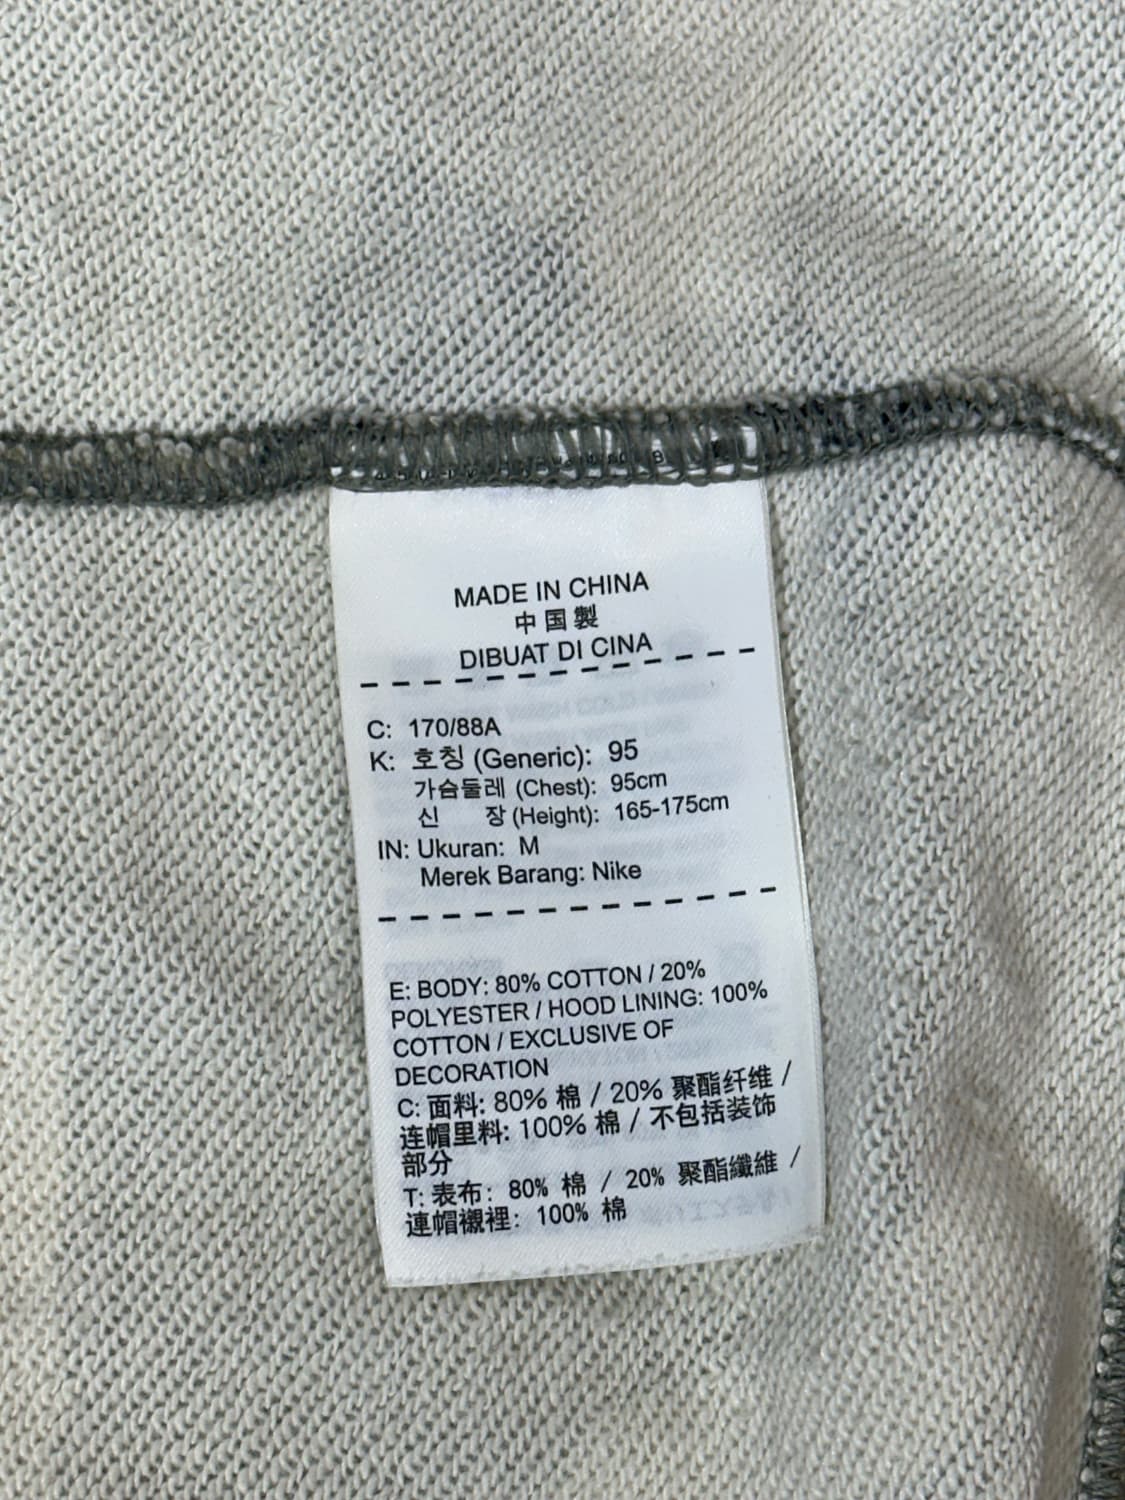 MADE IN CHINA
中国製
DIBUAT DI CINA
C: 170/88A
K: 호칭 (Generic): 95
가슴둘레 (Chest): 95cm
신 장 (Height): 165-175cm
IN: Ukuran: M
Merek Barang: Nike
E: BODY: 80% COTTON / 20%
POLYESTER / HOOD LINING: 100%
COTTON / EXCLUSIVE OF
DECORATION
C: 面料: 80% 棉 / 20% 聚酯纤维 /
连帽里料: 100% 棉 / 不包括装饰
部分
T: 表布: 80% 棉 / 20% 聚酯纖維 /
連帽襯裡: 100% 棉